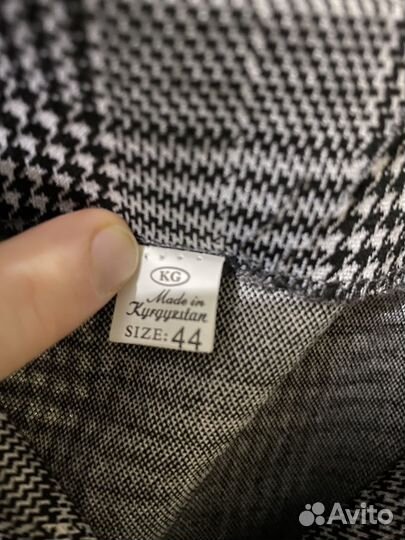 KG
Made in
Kyrgyzstan
SIZE: 44
Avito